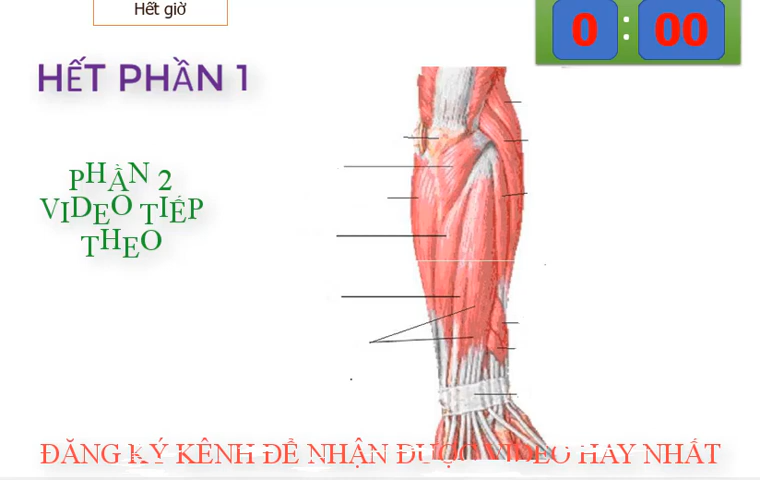 Hết giờ
0 : 00
HẾT PHẦN 1
PHẦN 2
VIDEO TIẾP
THEO
ĐĂNG KÝ KÊNH ĐỂ NHẬN ĐƯỢC VIDEO HAY NHẤT